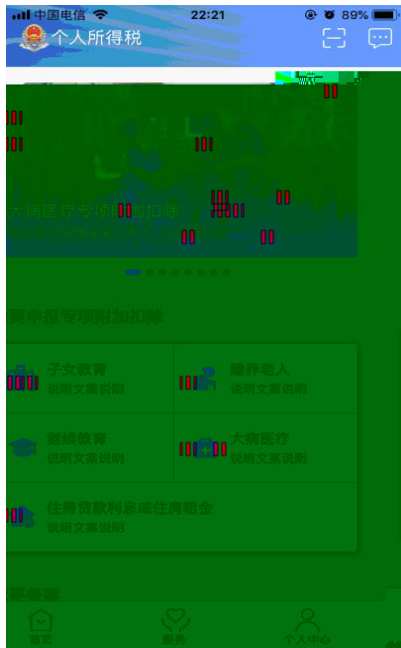 中国电信 22:21 89%
个人所得税
大病医疗专项附加扣除
要申报专项附加扣除
子女教育 赡养老人
说明文案说明 说明文案说明
继续教育 大病医疗
说明文案说明 说明文案说明
住房贷款利息或住房租金
说明文案说明
首页 服务 个人中心